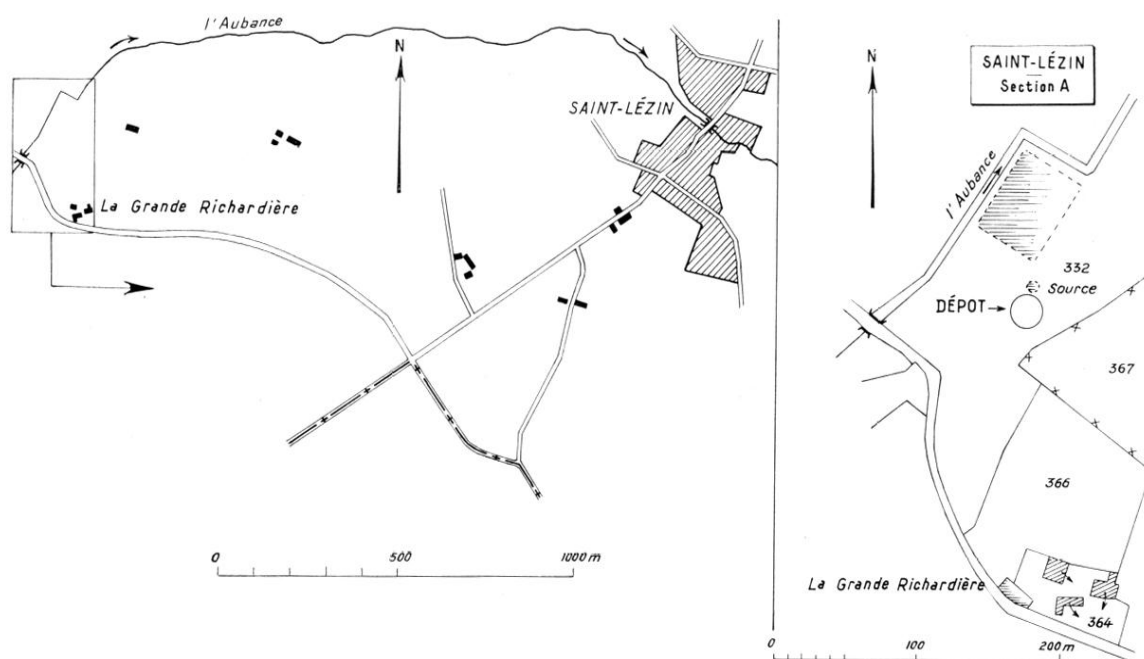 l'Aubance
N
SAINT-LÉZIN
La Grande Richardière
0 500 1000 m
N
SAINT-LÉZIN
Section A
l'Aubance
332
Source
DÉPOT
367
366
La Grande Richardière
364
0 100 200 m